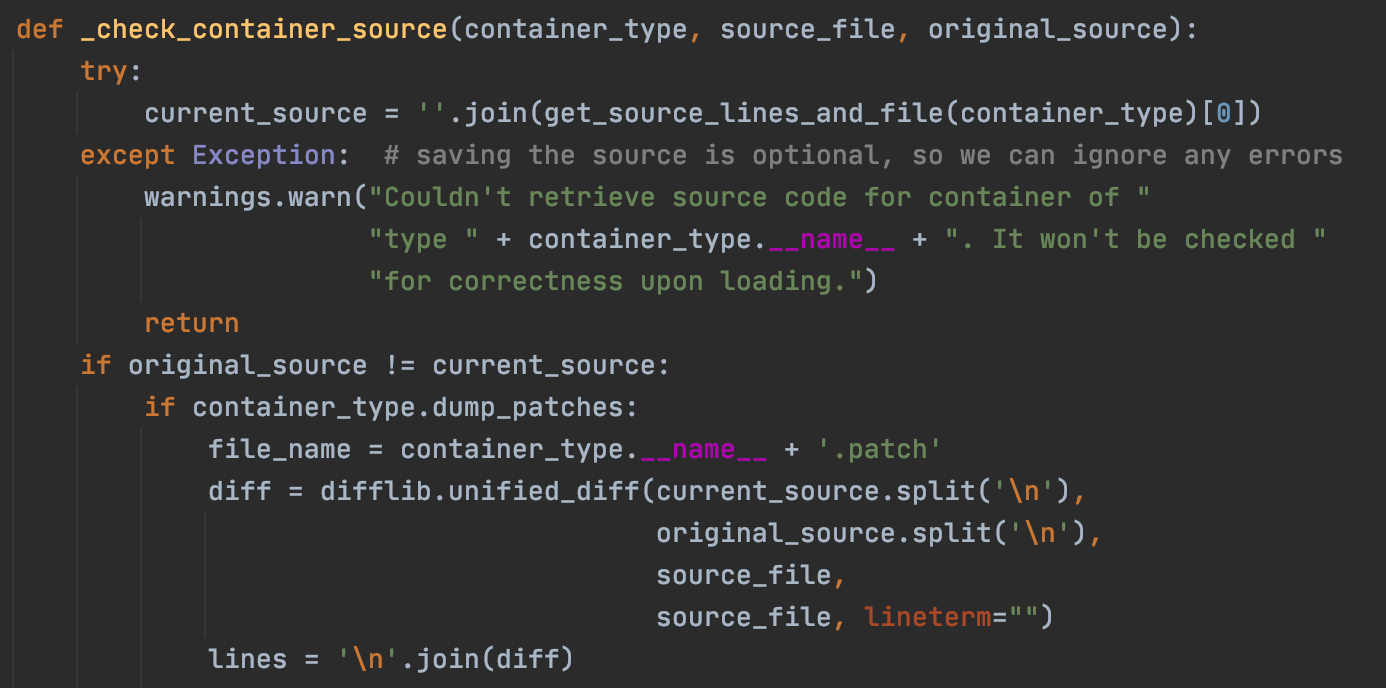 def _check_container_source(container_type, source_file, original_source):
    try:
        current_source = ''.join(get_source_lines_and_file(container_type)[0])
    except Exception:  # saving the source is optional, so we can ignore any errors
        warnings.warn("Couldn't retrieve source code for container of "
                      "type " + container_type.__name__ + ". It won't be checked "
                      "for correctness upon loading.")
        return
    if original_source != current_source:
        if container_type.dump_patches:
            file_name = container_type.__name__ + '.patch'
            diff = difflib.unified_diff(current_source.split('\n'),
                                        original_source.split('\n'),
                                        source_file,
                                        source_file, lineterm="")
            lines = '\n'.join(diff)